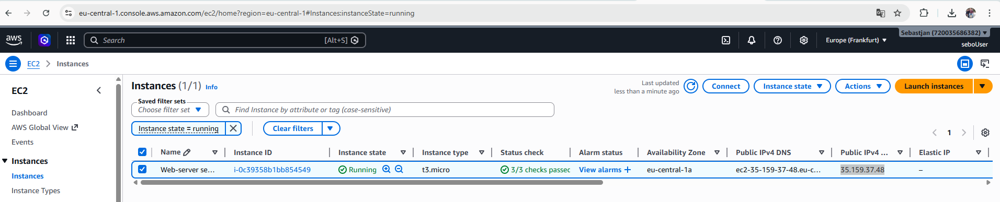 eu-central-1.console.aws.amazon.com/ec2/home?region=eu-central-1#Instances:instanceState=running
aws Search [Alt+S] Europe (Frankfurt) Sebastjan (720035686382)
seboUser
EC2 Instances
EC2
Dashboard
AWS Global View
Events
Instances
Instances
Instance Types
Instances (1/1) Info
Last updated
less than a minute ago
Connect Instance state Actions Launch instances
Saved filter sets
Choose filter set Find Instance by attribute or tag (case-sensitive)
Instance state = running Clear filters
1
Name Instance ID Instance state Instance type Status check Alarm status Availability Zone Public IPv4 DNS Public IPv4 ... Elastic IP
Web-server se... i-0c39358b1bb854549 Running t3.micro 3/3 checks passec View alarms + eu-central-1a ec2-35-159-37-48.eu-c... 35.159.37.48 –